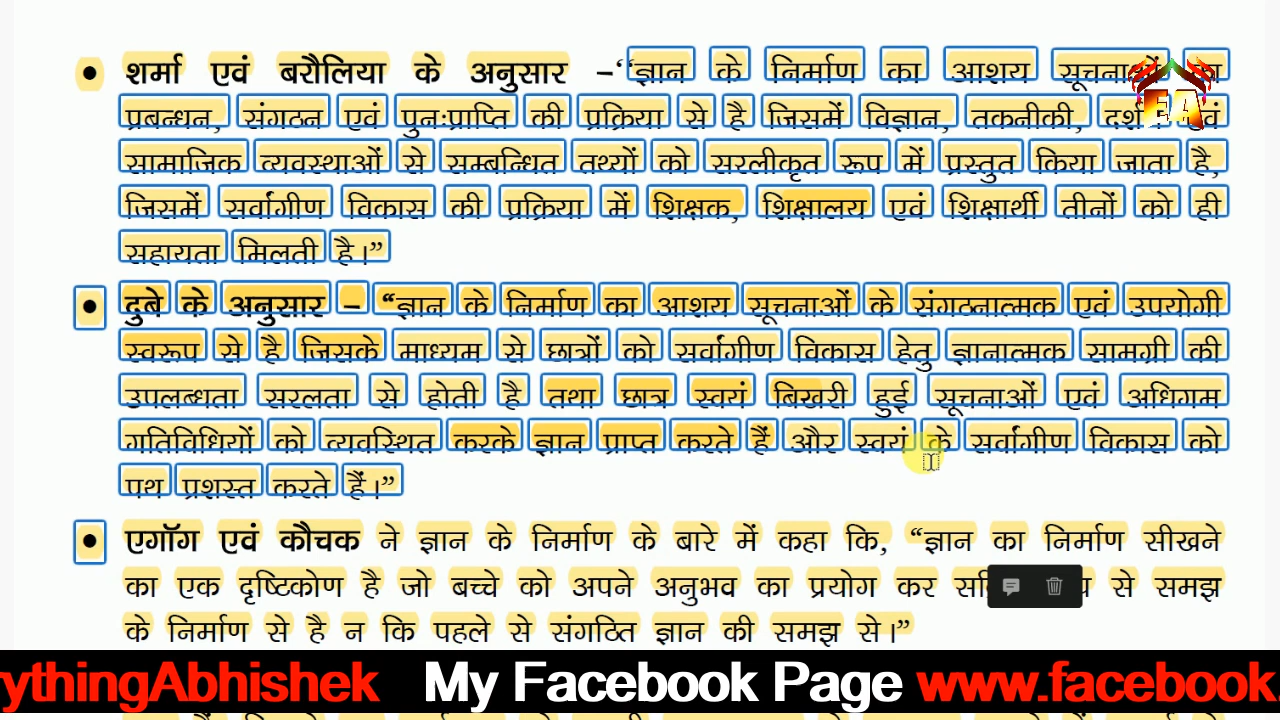 • शर्मा एवं बरौलिया के अनुसार –‘‘ज्ञान के निर्माण का आशय सूचनाओं का
प्रबन्धन, संगठन एवं पुनःप्राप्ति की प्रक्रिया से है जिसमें विज्ञान, तकनीकी, एवं
सामाजिक व्यवस्थाओं से सम्बन्धित तथ्यों को सरलीकृत रूप में प्रस्तुत किया जाता है,
जिसमें सर्वांगीण विकास की प्रक्रिया में शिक्षक, शिक्षालय एवं शिक्षार्थी तीनों को ही
सहायता मिलती है।”
EA
• दुबे के अनुसार – “ज्ञान के निर्माण का आशय सूचनाओं के संगठनात्मक एवं उपयोगी
स्वरूप से है जिसके माध्यम से छात्रों को सर्वांगीण विकास हेतु ज्ञानात्मक सामग्री की
उपलब्धता सरलता से होती है तथा छात्र स्वयं बिखरी हुई सूचनाओं एवं अधिगम
गतिविधियों को व्यवस्थित करके ज्ञान प्राप्त करते हैं और स्वयं के सर्वांगीण विकास को
पथ प्रशस्त करते हैं।”
• एगॉग एवं कौचक ने ज्ञान के निर्माण के बारे में कहा कि, “ज्ञान का निर्माण सीखने
का एक दृष्टिकोण है जो बच्चे को अपने अनुभव का प्रयोग कर से समझ
के निर्माण से है न कि पहले से संगठित ज्ञान की समझ से।”
ythingAbhishek My Facebook Page www.facebook.